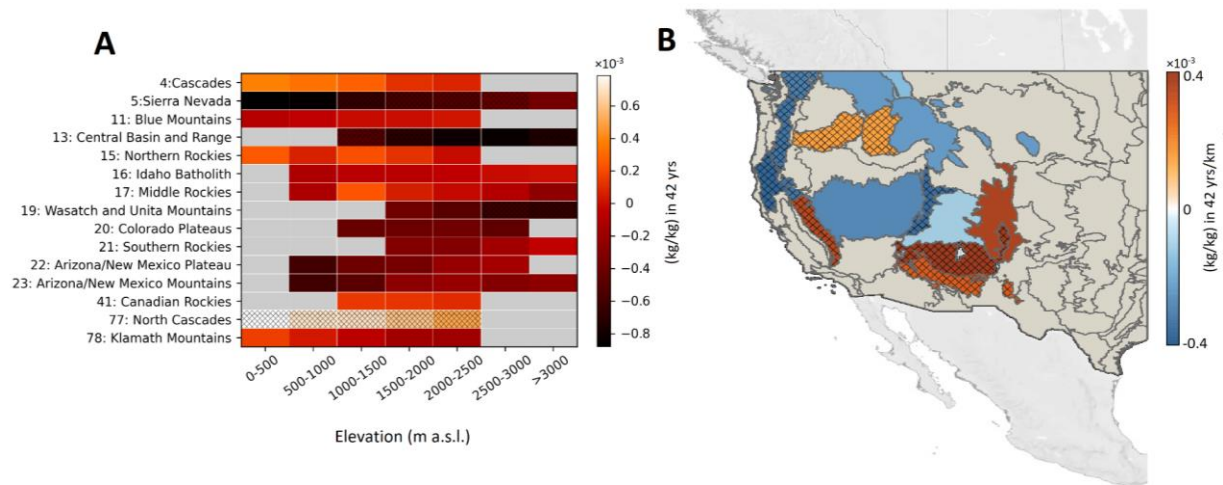 A
4:Cascades
5:Sierra Nevada
11: Blue Mountains
13: Central Basin and Range
15: Northern Rockies
16: Idaho Batholith
17: Middle Rockies
19: Wasatch and Unita Mountains
20: Colorado Plateaus
21: Southern Rockies
22: Arizona/New Mexico Plateau
23: Arizona/New Mexico Mountains
41: Canadian Rockies
77: North Cascades
78: Klamath Mountains
0-500
500-1000
1000-1500
1500-2000
2000-2500
2500-3000
>3000
Elevation (m a.s.l.)
×10⁻³
0.6
0.4
0.2
0
−0.2
−0.4
−0.6
−0.8
(kg/kg) in 42 yrs
B
×10⁻³
0.4
0
-0.4
(kg/kg) in 42 yrs/km